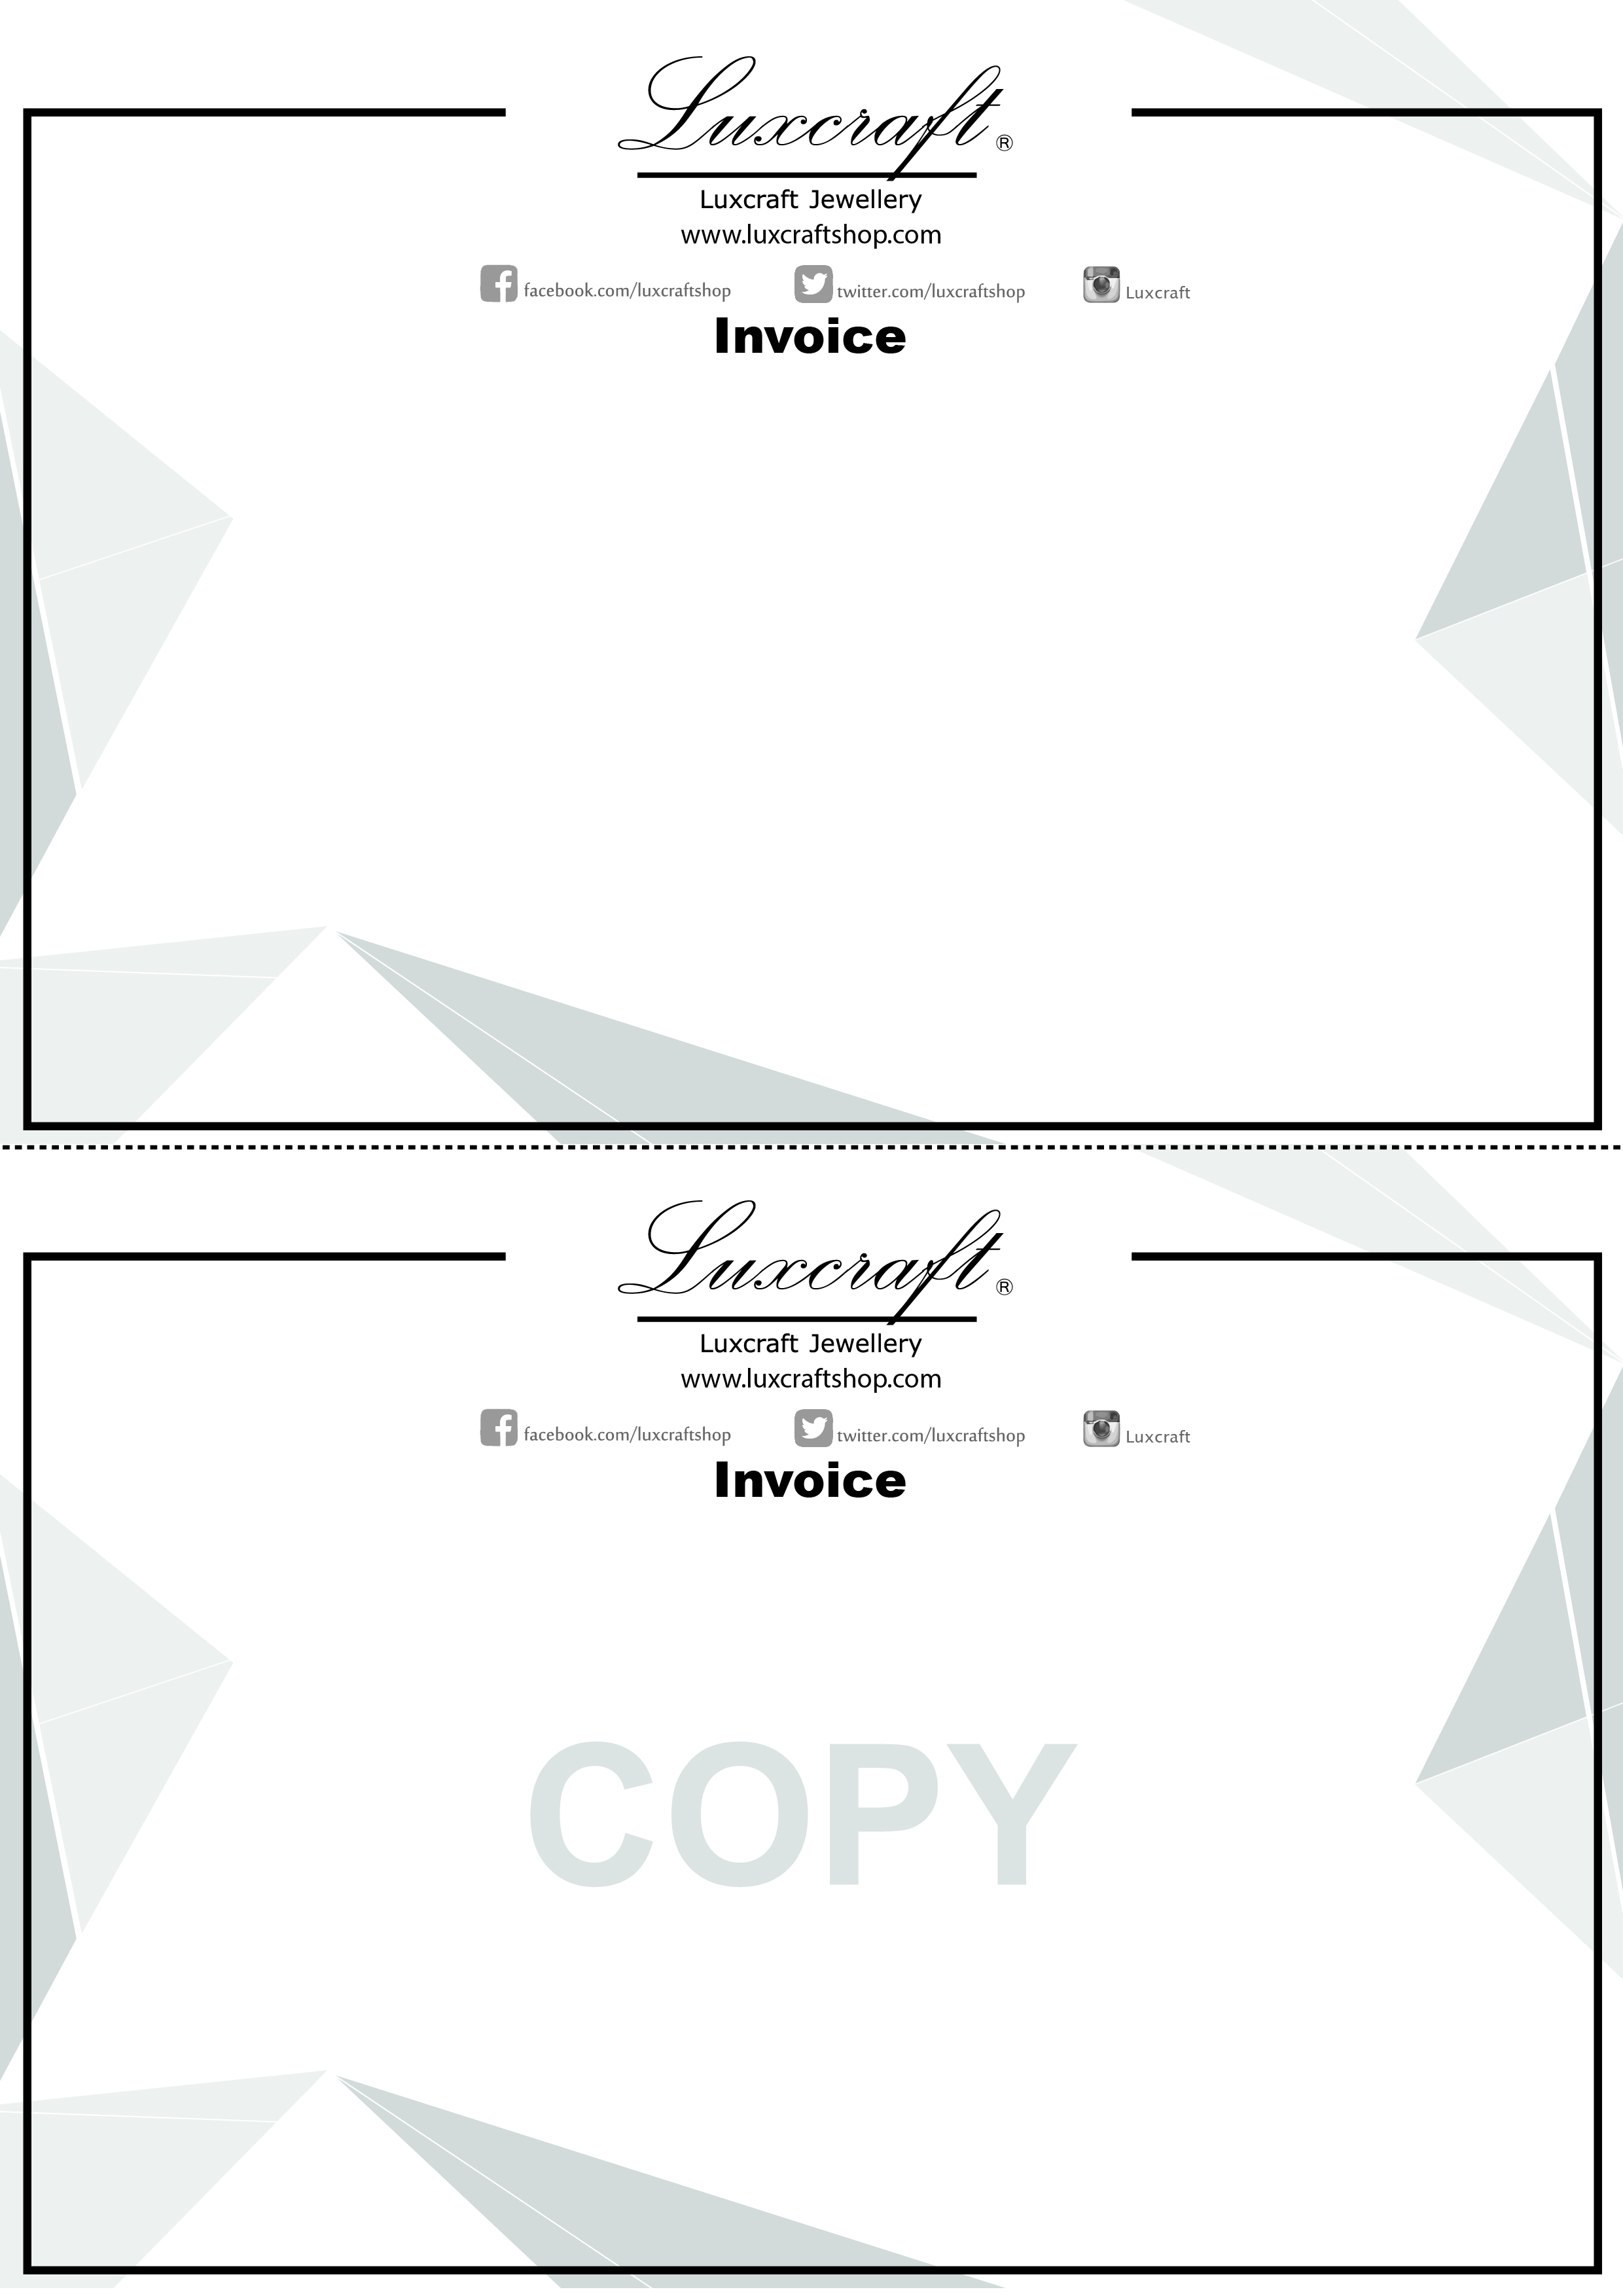 Luxcraft®
Luxcraft Jewellery
www.luxcraftshop.com
facebook.com/luxcraftshop twitter.com/luxcraftshop Luxcraft
Invoice
Luxcraft®
Luxcraft Jewellery
www.luxcraftshop.com
facebook.com/luxcraftshop twitter.com/luxcraftshop Luxcraft
Invoice
COPY